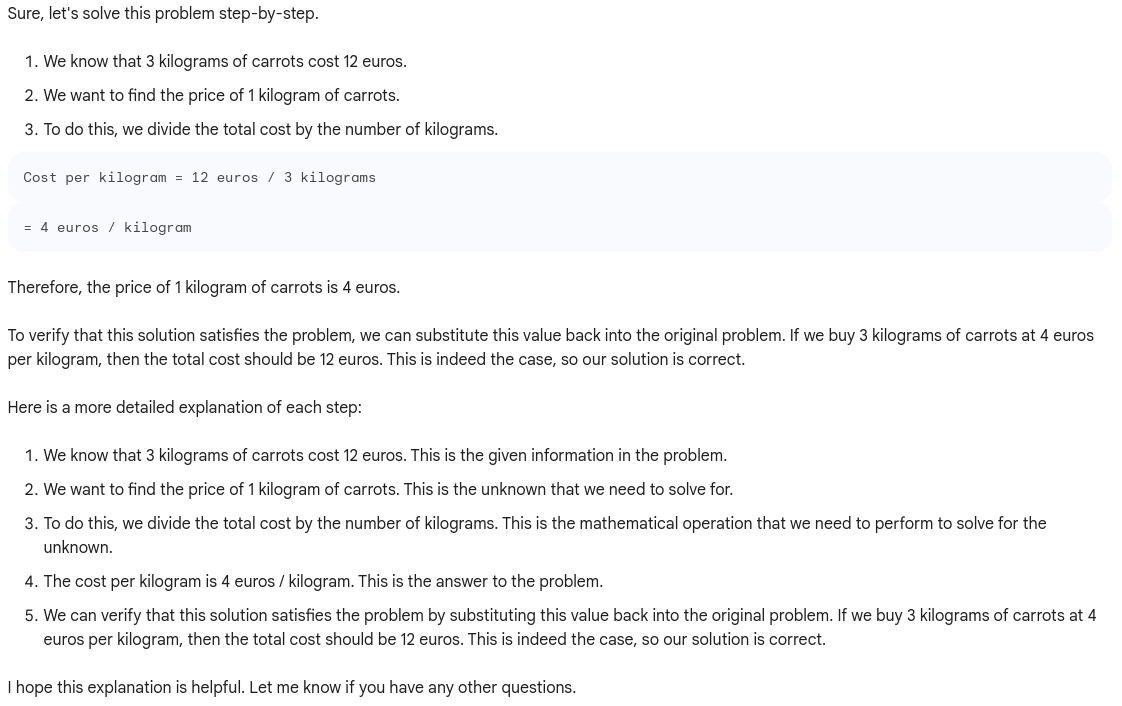 Sure, let's solve this problem step-by-step.
1. We know that 3 kilograms of carrots cost 12 euros.
2. We want to find the price of 1 kilogram of carrots.
3. To do this, we divide the total cost by the number of kilograms.
Cost per kilogram = 12 euros / 3 kilograms
= 4 euros / kilogram
Therefore, the price of 1 kilogram of carrots is 4 euros.
To verify that this solution satisfies the problem, we can substitute this value back into the original problem. If we buy 3 kilograms of carrots at 4 euros
per kilogram, then the total cost should be 12 euros. This is indeed the case, so our solution is correct.
Here is a more detailed explanation of each step:
1. We know that 3 kilograms of carrots cost 12 euros. This is the given information in the problem.
2. We want to find the price of 1 kilogram of carrots. This is the unknown that we need to solve for.
3. To do this, we divide the total cost by the number of kilograms. This is the mathematical operation that we need to perform to solve for the
unknown.
4. The cost per kilogram is 4 euros / kilogram. This is the answer to the problem.
5. We can verify that this solution satisfies the problem by substituting this value back into the original problem. If we buy 3 kilograms of carrots at 4
euros per kilogram, then the total cost should be 12 euros. This is indeed the case, so our solution is correct.
I hope this explanation is helpful. Let me know if you have any other questions.